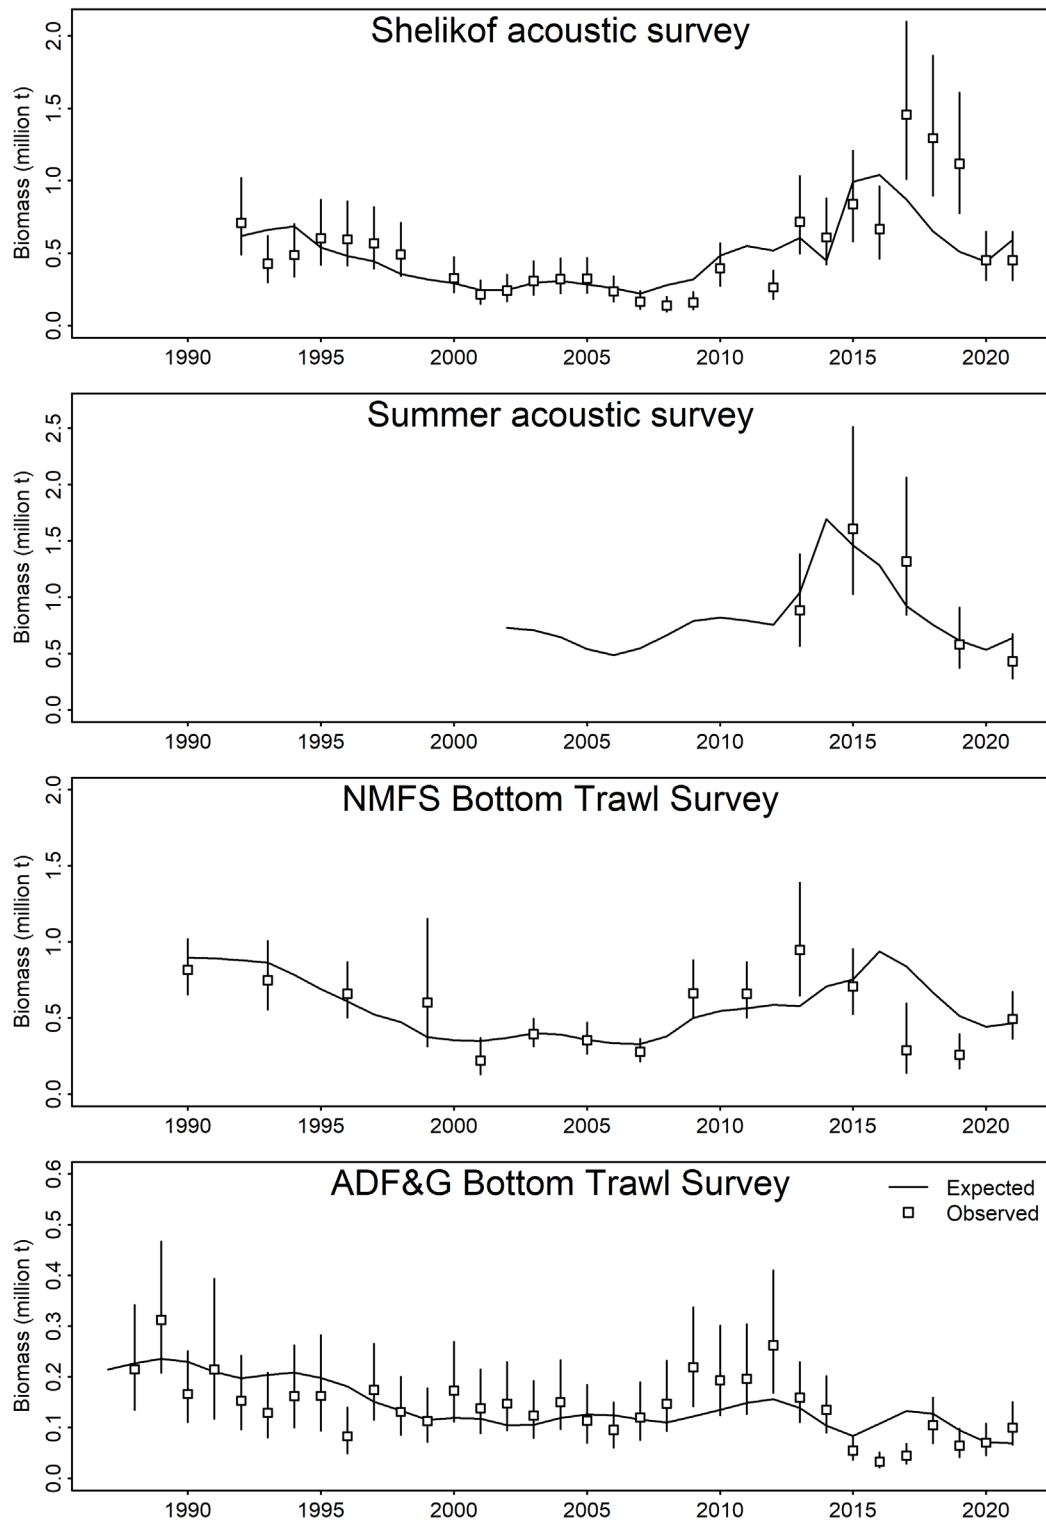 Shelikof acoustic survey
Biomass (million t)
2.0
1.5
1.0
0.5
0.0
1990 1995 2000 2005 2010 2015 2020
Summer acoustic survey
Biomass (million t)
2.5
2.0
1.5
1.0
0.5
0.0
1990 1995 2000 2005 2010 2015 2020
NMFS Bottom Trawl Survey
Biomass (million t)
2.0
1.5
1.0
0.5
0.0
1990 1995 2000 2005 2010 2015 2020
ADF&G Bottom Trawl Survey
Expected
Observed
Biomass (million t)
0.6
0.5
0.4
0.3
0.2
0.1
0.0
1990 1995 2000 2005 2010 2015 2020